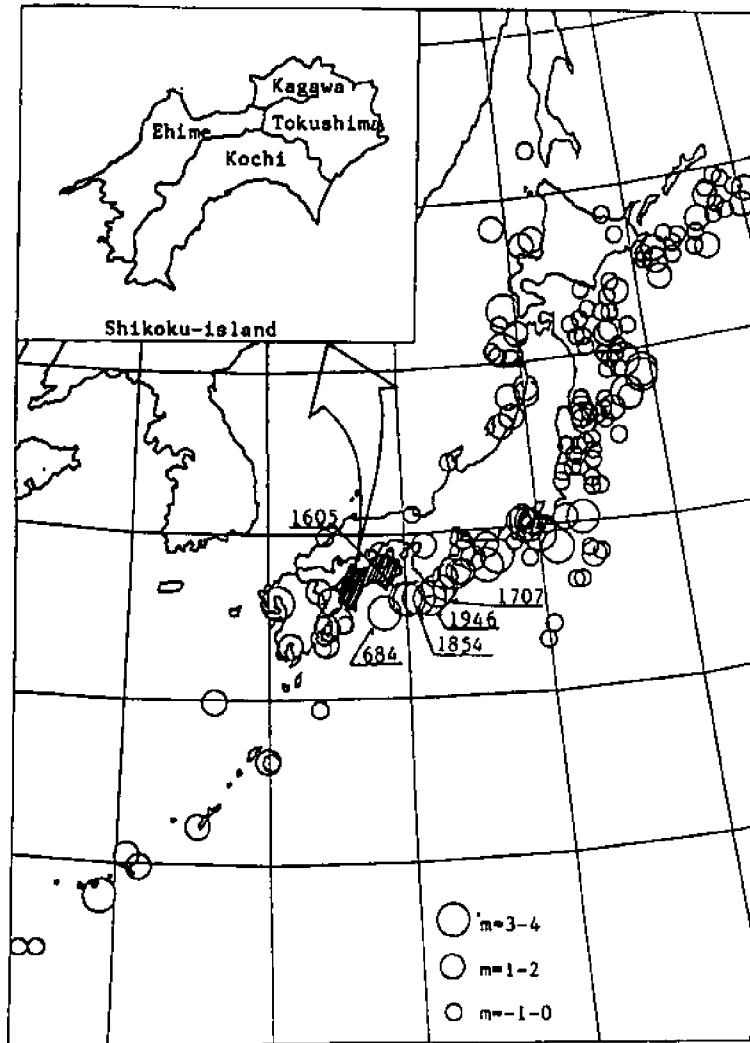 Kagawa
Ehime
Tokushima
Kochi
Shikoku-island
1605
1707
1946
1854
684
m=3-4
m=1-2
m=-1-0